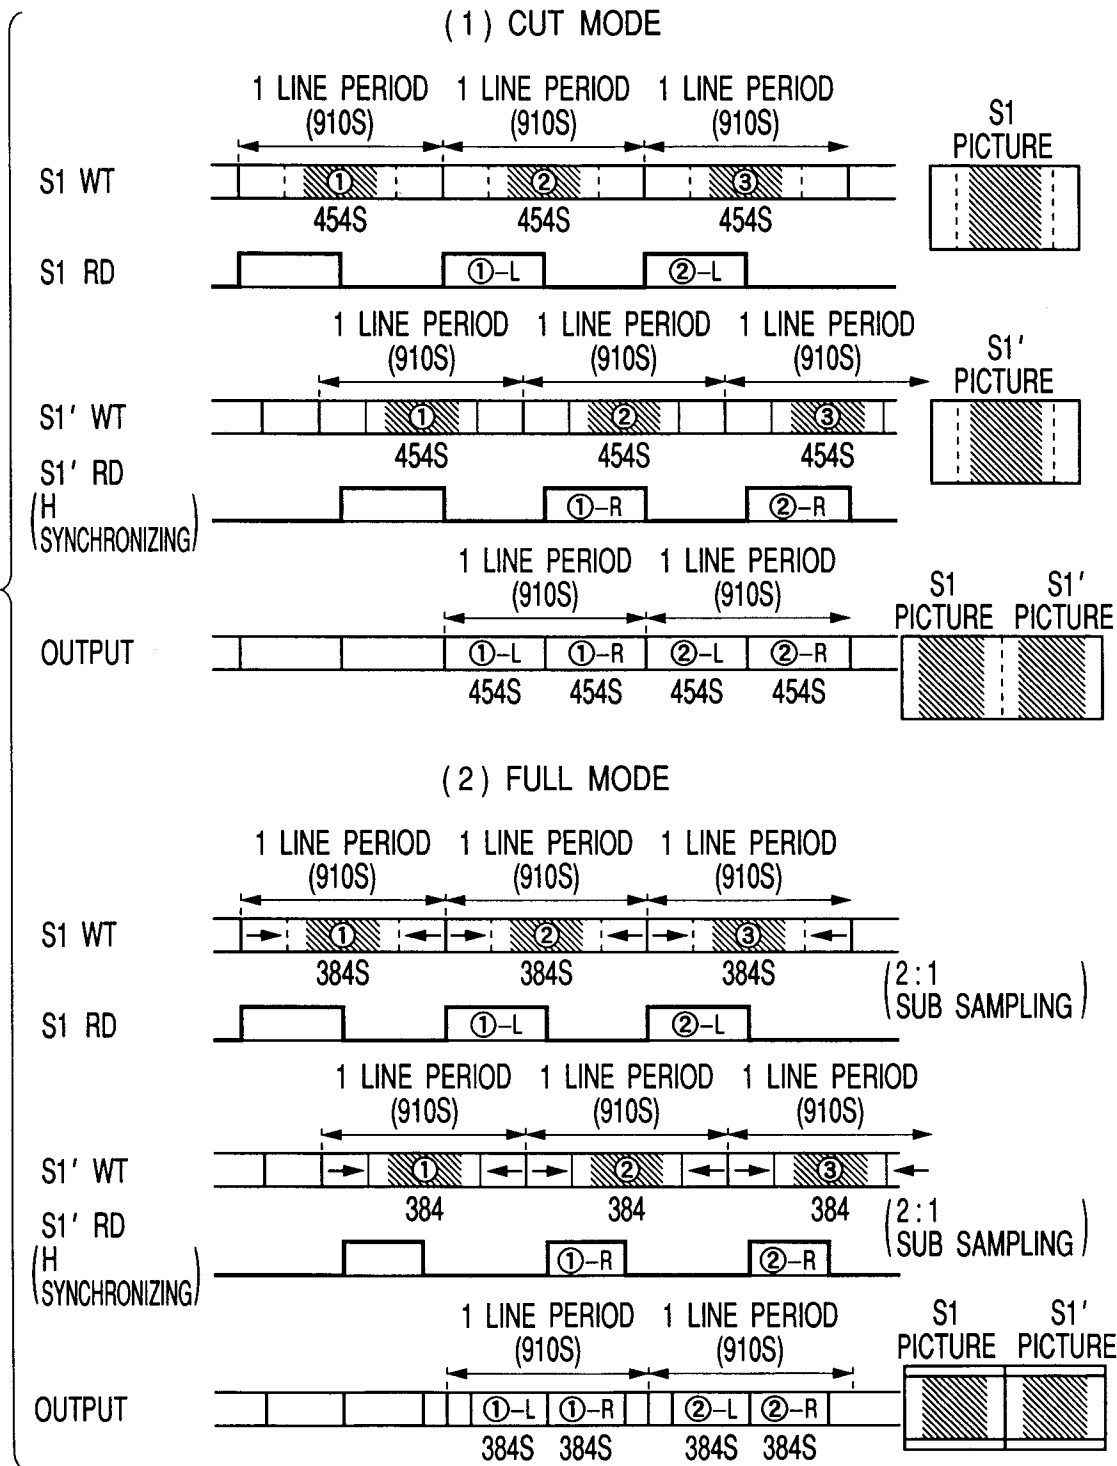 (1) CUT MODE
1 LINE PERIOD 1 LINE PERIOD 1 LINE PERIOD
(910S) (910S) (910S)
S1 PICTURE
S1 WT ① ② ③
454S 454S 454S
S1 RD ①-L ②-L
1 LINE PERIOD 1 LINE PERIOD 1 LINE PERIOD
(910S) (910S) (910S)
S1' PICTURE
S1' WT ① ② ③
454S 454S 454S
S1' RD
(H SYNCHRONIZING) ①-R ②-R
1 LINE PERIOD 1 LINE PERIOD
(910S) (910S)
S1 PICTURE S1' PICTURE
OUTPUT ①-L ①-R ②-L ②-R
454S 454S 454S 454S
(2) FULL MODE
1 LINE PERIOD 1 LINE PERIOD 1 LINE PERIOD
(910S) (910S) (910S)
S1 WT ① ② ③
384S 384S 384S
(2:1 SUB SAMPLING)
S1 RD ①-L ②-L
1 LINE PERIOD 1 LINE PERIOD 1 LINE PERIOD
(910S) (910S) (910S)
S1' WT ① ② ③
384 384 384
(2:1 SUB SAMPLING)
S1' RD
(H SYNCHRONIZING) ①-R ②-R
1 LINE PERIOD 1 LINE PERIOD
(910S) (910S)
S1 PICTURE S1' PICTURE
OUTPUT ①-L ①-R ②-L ②-R
384S 384S 384S 384S